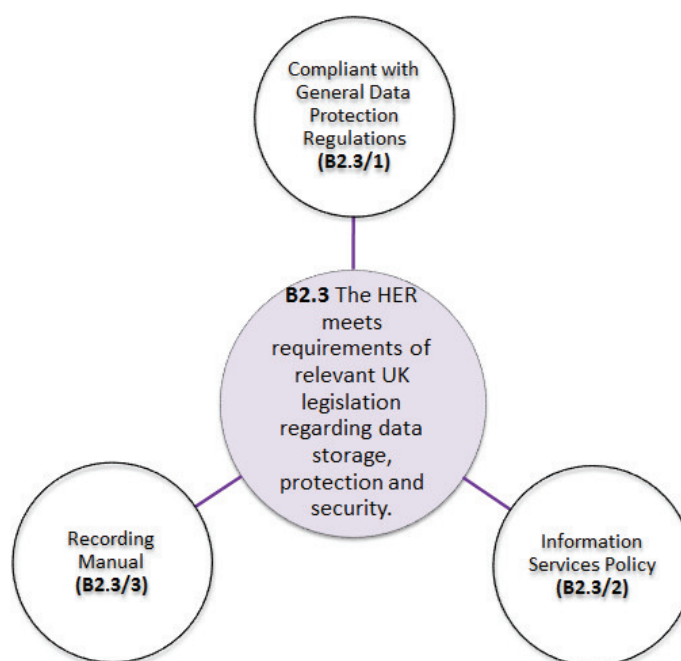 Compliant with
General Data
Protection
Regulations
(B2.3/1)
B2.3 The HER
meets
requirements of
relevant UK
legislation
regarding data
storage,
protection and
security.
Recording
Manual
(B2.3/3)
Information
Services Policy
(B2.3/2)